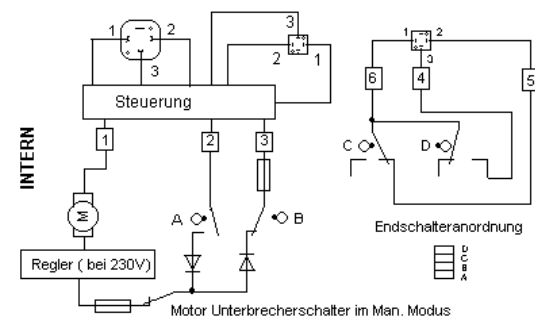 1 2
3
3
2 1
1 2
3
6 4 5
Steuerung
1 2 3
INTERN
C D
M
A B
Endschalteranordnung
Regler ( bei 230V)
D
C
B
A
Motor Unterbrecherschalter im Man. Modus